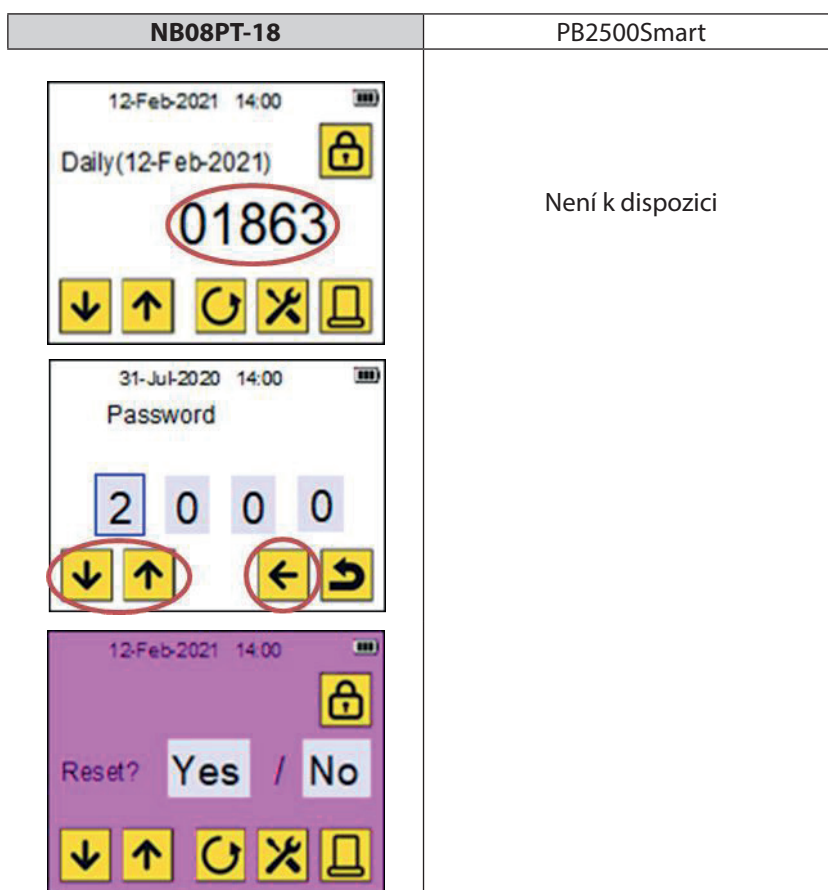 NB08PT-18 PB2500Smart
12-Feb-2021 14:00
Daily(12-Feb-2021)
01863
Není k dispozici
31-Jul-2020 14:00
Password
2 0 0 0
12-Feb-2021 14:00
Reset? Yes / No